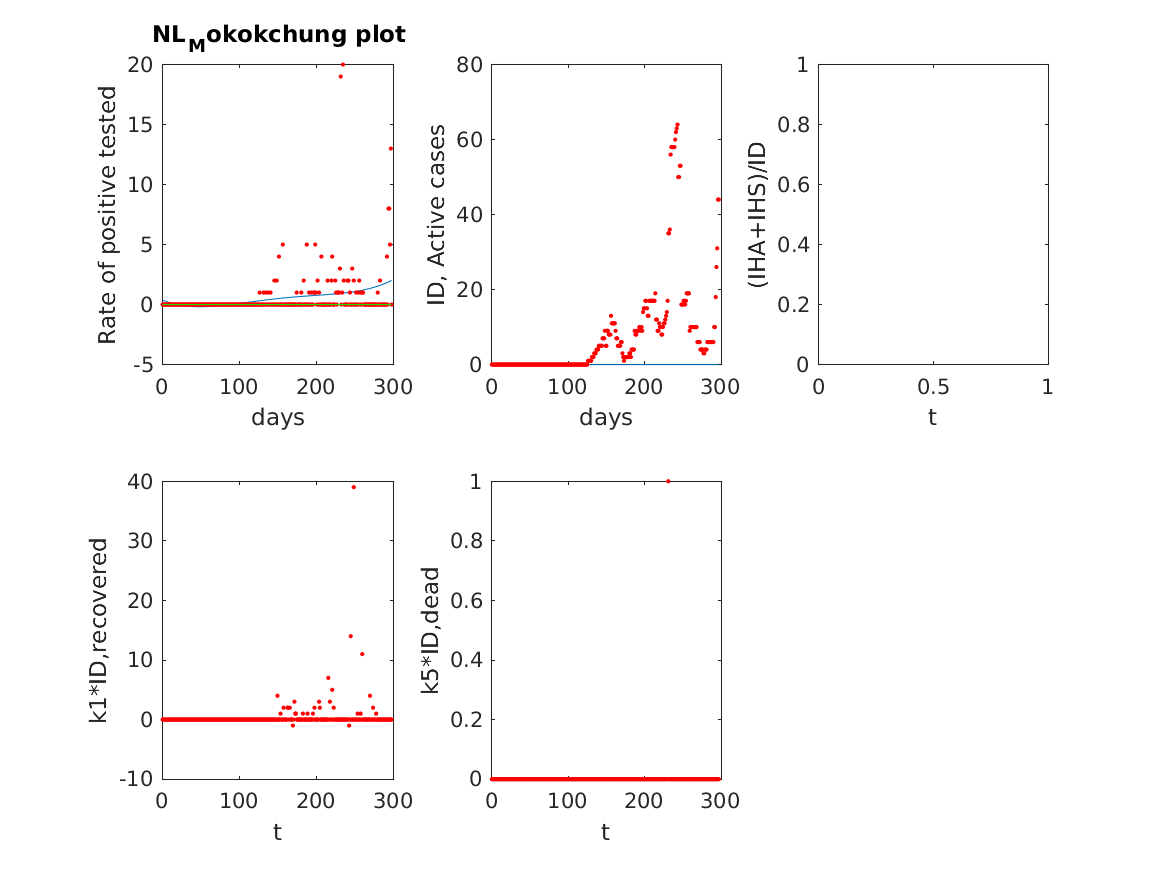 NL_Mokokchung plot
20
15
10
5
0
-5
0 100 200 300
days
Rate of positive tested
80
60
40
20
0
0 100 200 300
days
ID, Active cases
1
0.8
0.6
0.4
0.2
0
0 0.5 1
t
(IHA+IHS)/ID
40
30
20
10
0
-10
0 100 200 300
t
k1*ID,recovered
1
0.8
0.6
0.4
0.2
0
0 100 200 300
t
k5*ID,dead